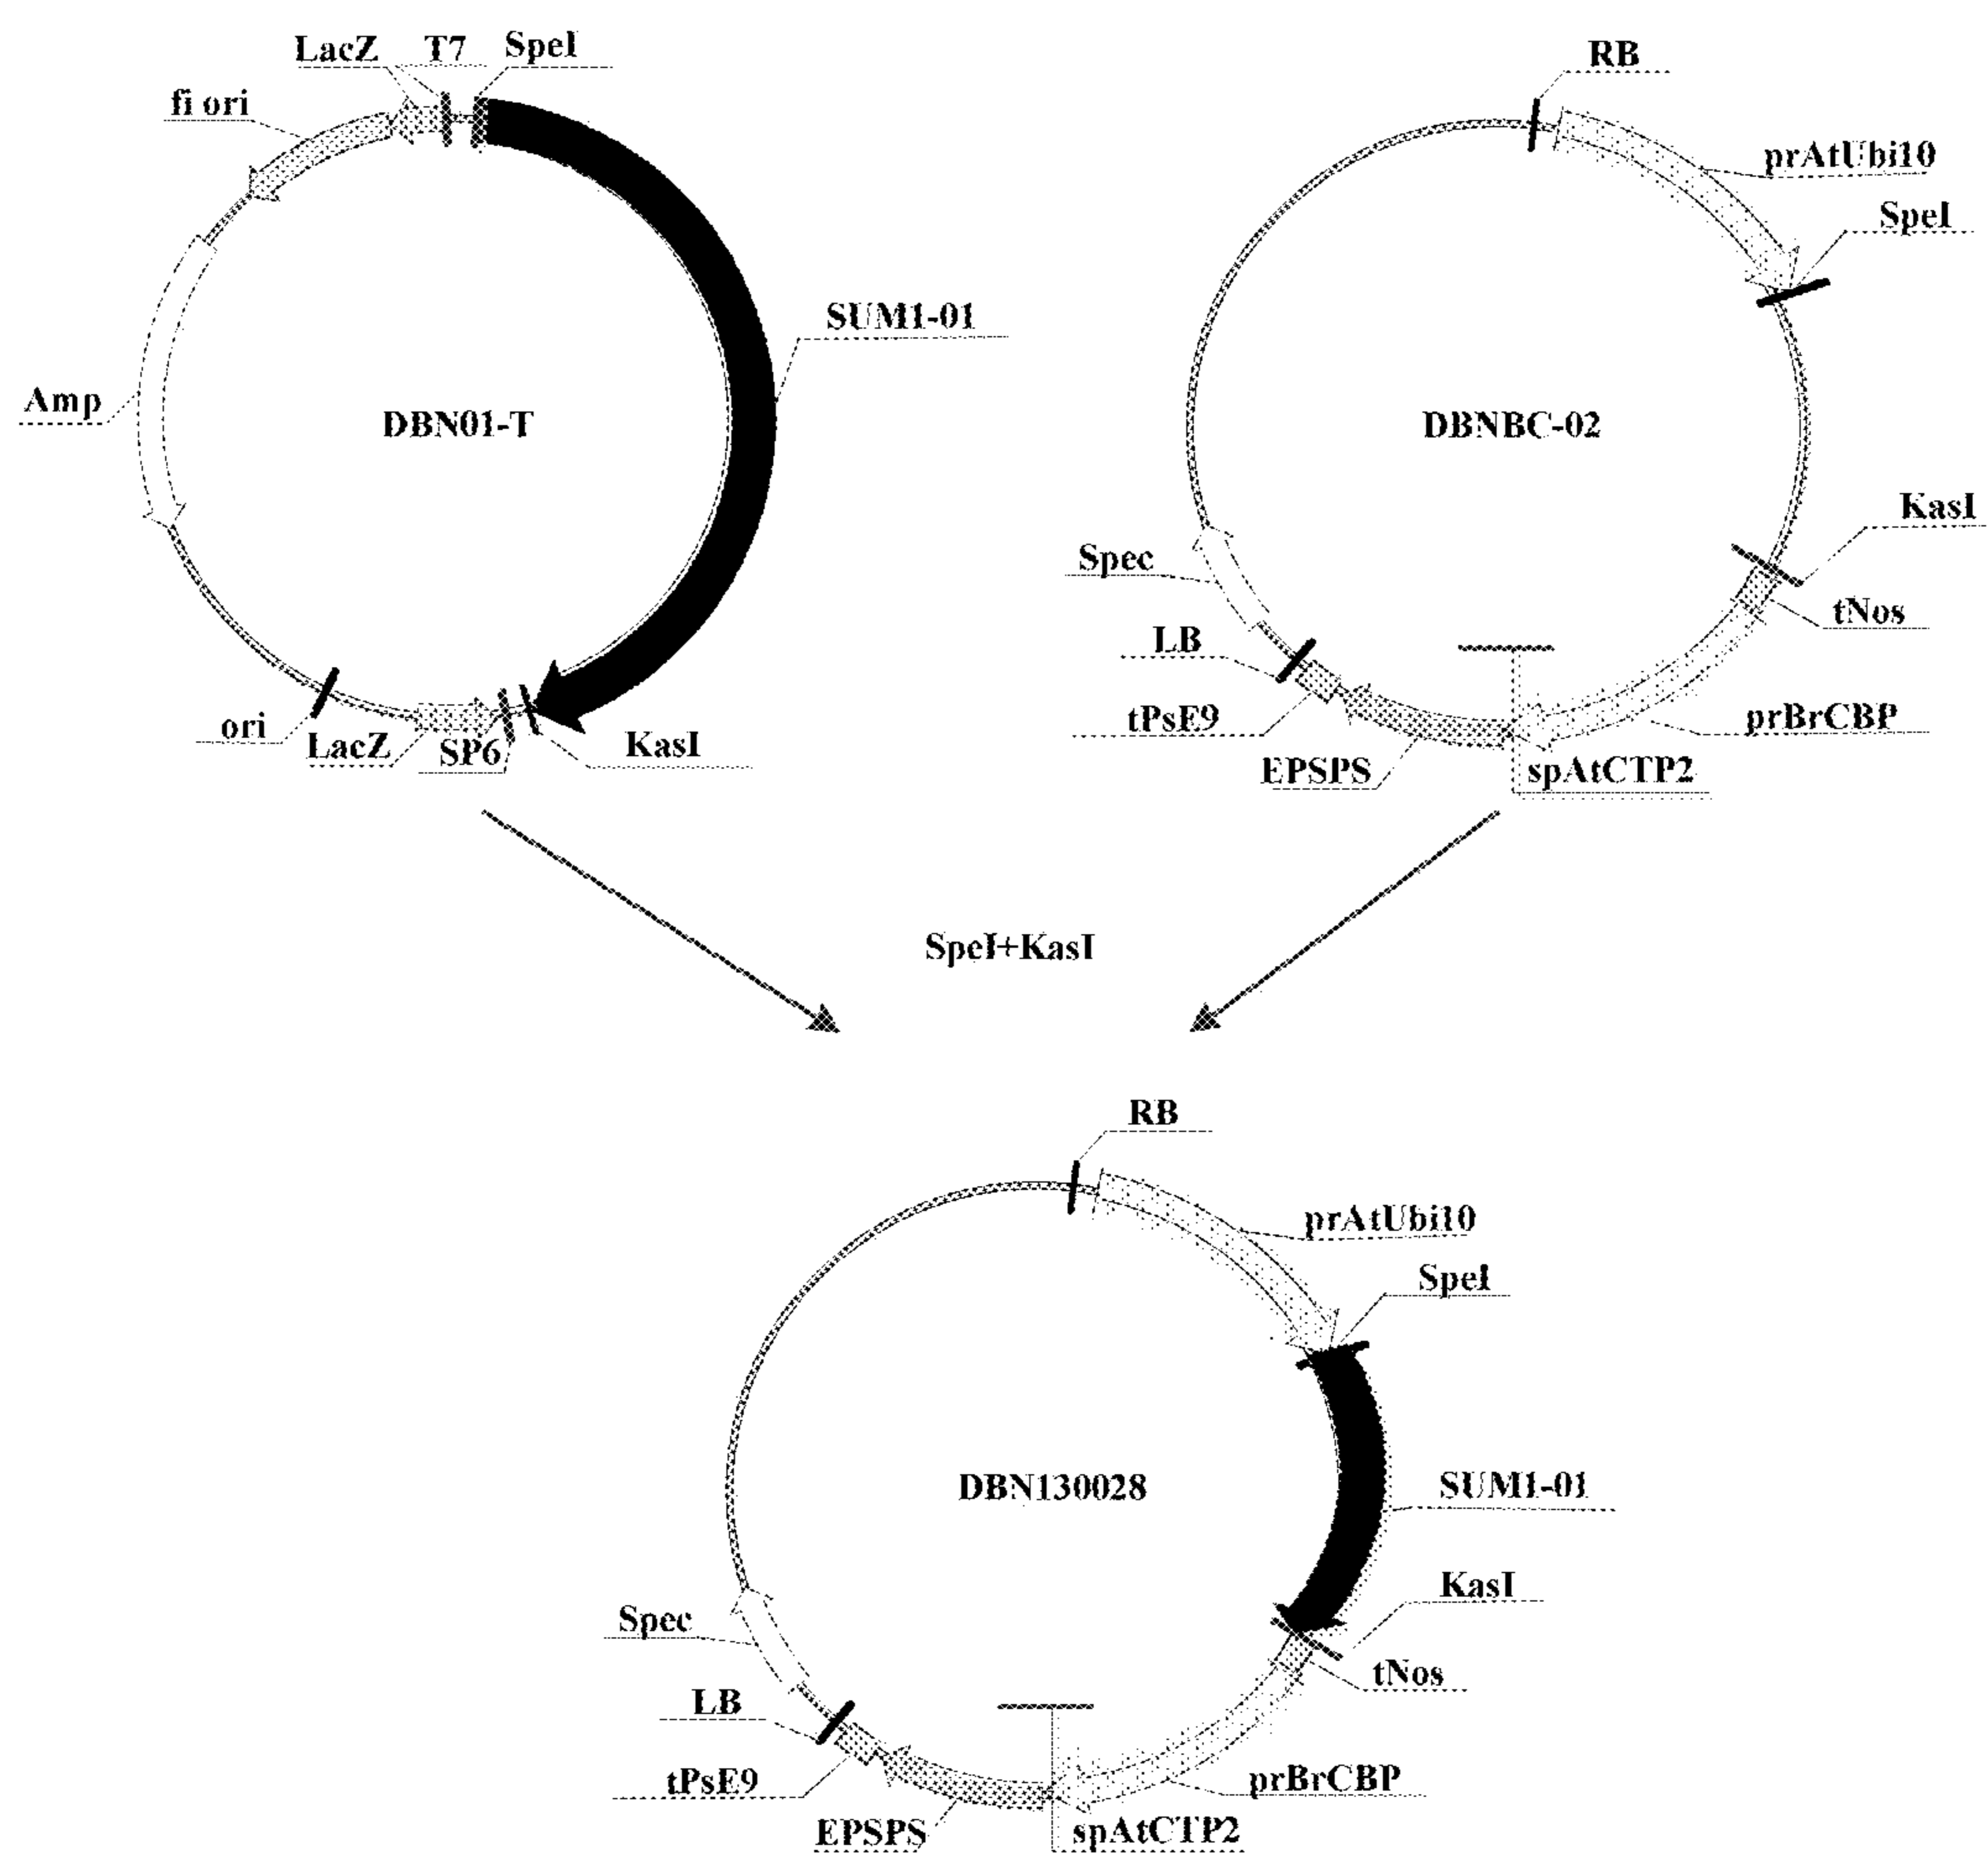 LacZ
T7
SpeI
fi ori
SUM1-01
Amp
DBN01-T
ori
LacZ
SP6
KasI
RB
prAtUbi10
SpeI
DBNBC-02
KasI
Spec
tNos
LB
tPsE9
prBrCBP
EPSPS
spAtCTP2
SpeI+KasI
RB
prAtUbi10
SpeI
DBN130028
SUM1-01
KasI
Spec
tNos
LB
tPsE9
prBrCBP
EPSPS
spAtCTP2